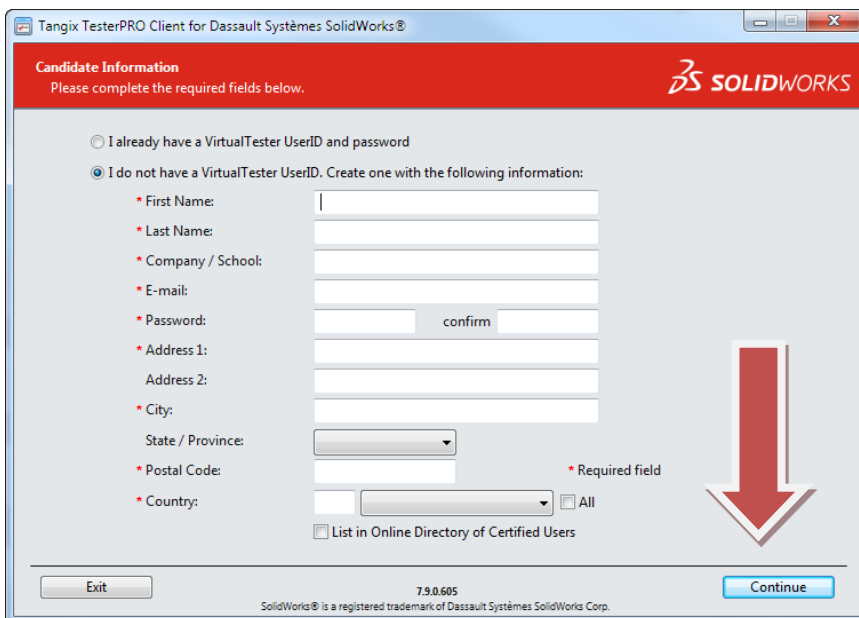 Tangix TesterPRO Client for Dassault Systèmes SolidWorks®
Candidate Information
Please complete the required fields below.
3S SOLIDWORKS
I already have a VirtualTester UserID and password
I do not have a VirtualTester UserID. Create one with the following information:
* First Name:
* Last Name:
* Company / School:
* E-mail:
* Password: confirm
* Address 1:
Address 2:
* City:
State / Province:
* Postal Code: * Required field
* Country: All
List in Online Directory of Certified Users
Exit 7.9.0.605 Continue
SolidWorks® is a registered trademark of Dassault Systèmes SolidWorks Corp.